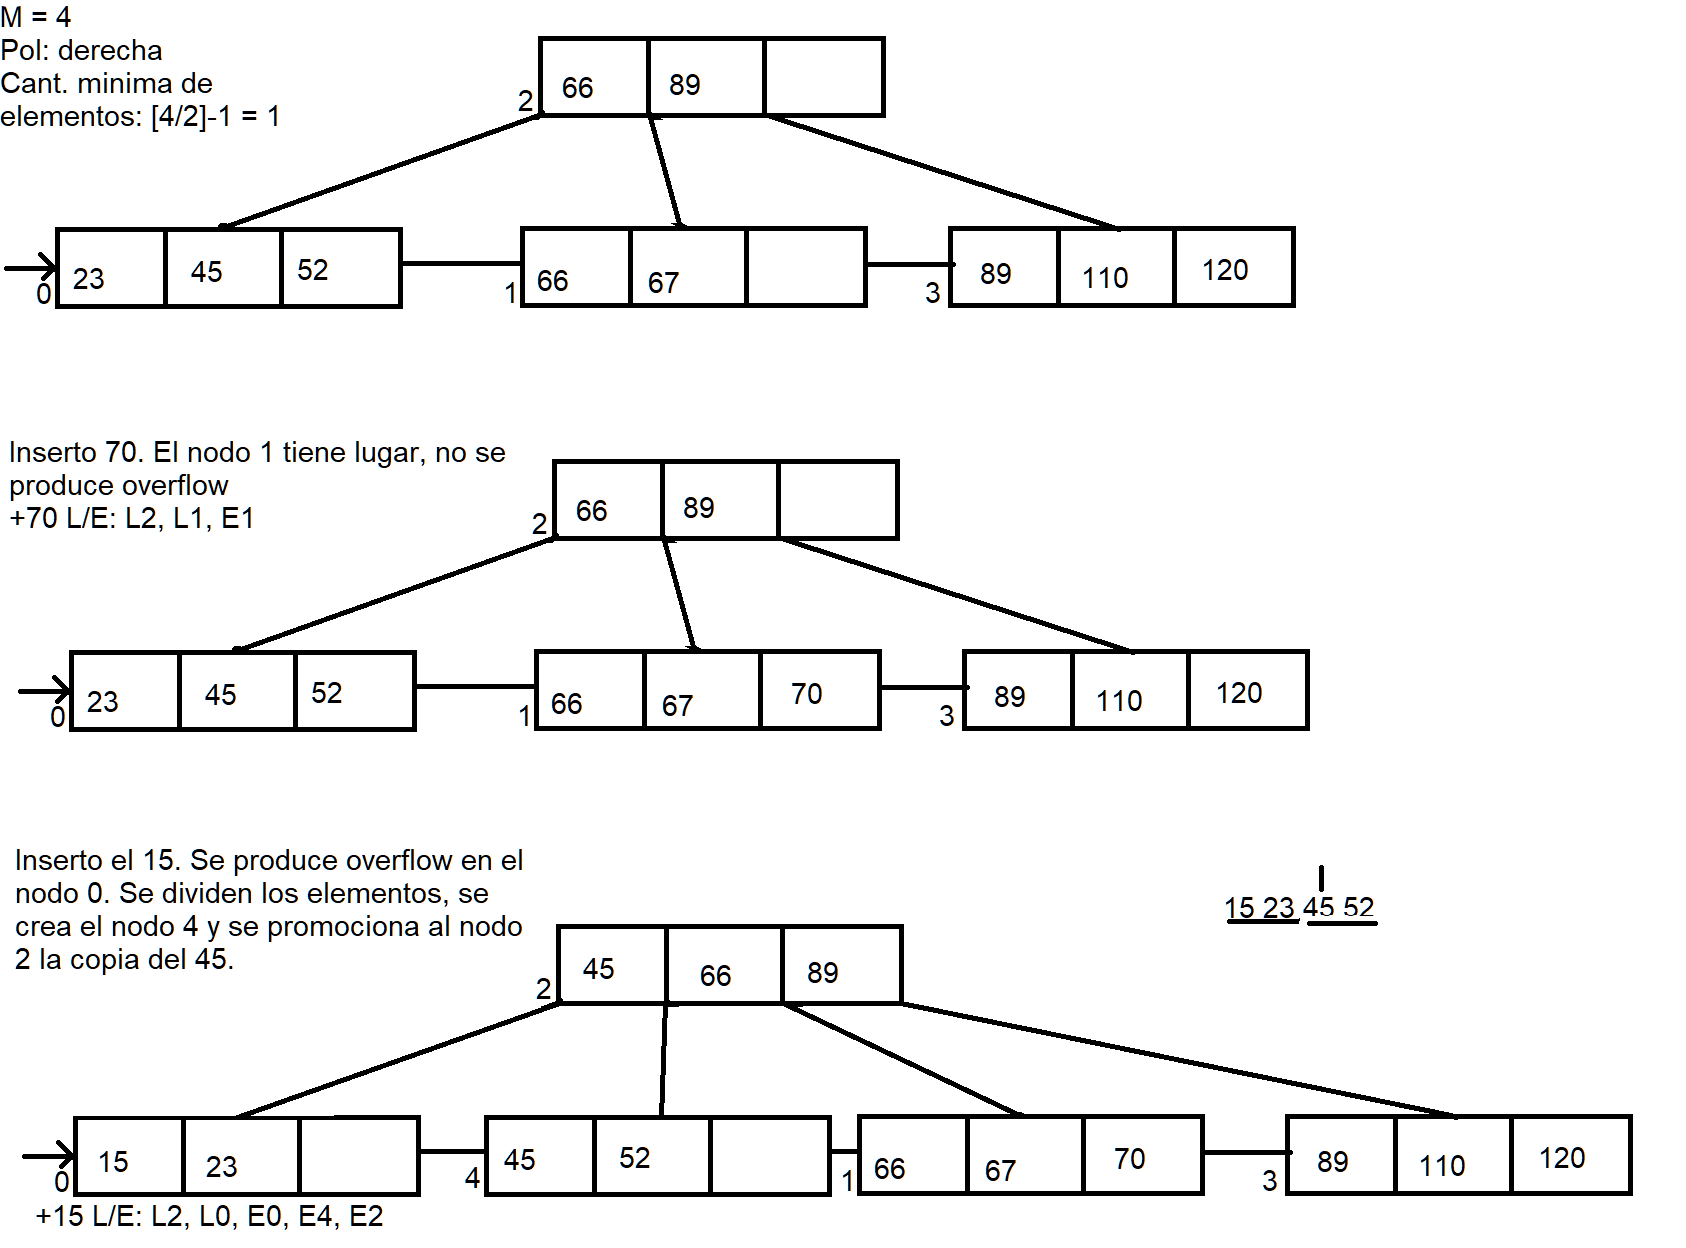 M = 4
Pol: derecha
Cant. minima de
elementos: [4/2]-1 = 1
66 89
2
23 45 52
0
66 67
1
89 110 120
3
Inserto 70. El nodo 1 tiene lugar, no se
produce overflow
+70 L/E: L2, L1, E1
66 89
2
23 45 52
0
66 67 70
1
89 110 120
3
Inserto el 15. Se produce overflow en el
nodo 0. Se dividen los elementos, se
crea el nodo 4 y se promociona al nodo
2 la copia del 45.
15 23 45 52
45 66 89
2
15 23
0
45 52
4
66 67 70
1
89 110 120
3
+15 L/E: L2, L0, E0, E4, E2